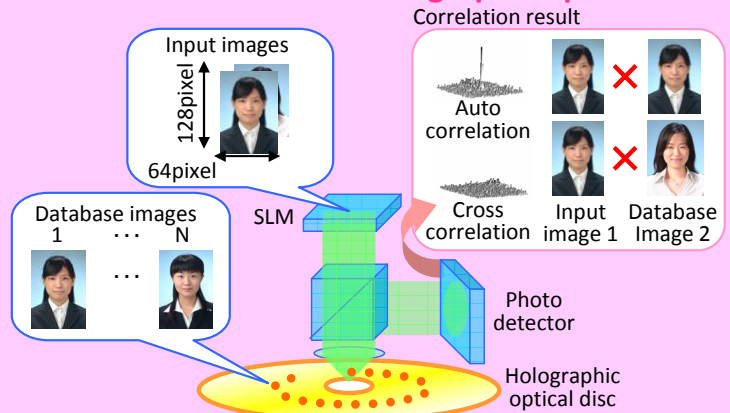 Correlation result
Input images
128pixel
64pixel
Auto
correlation
Cross
correlation
Input
image 1
Database
Image 2
Database images
1 ... N
...
SLM
Photo
detector
Holographic
optical disc